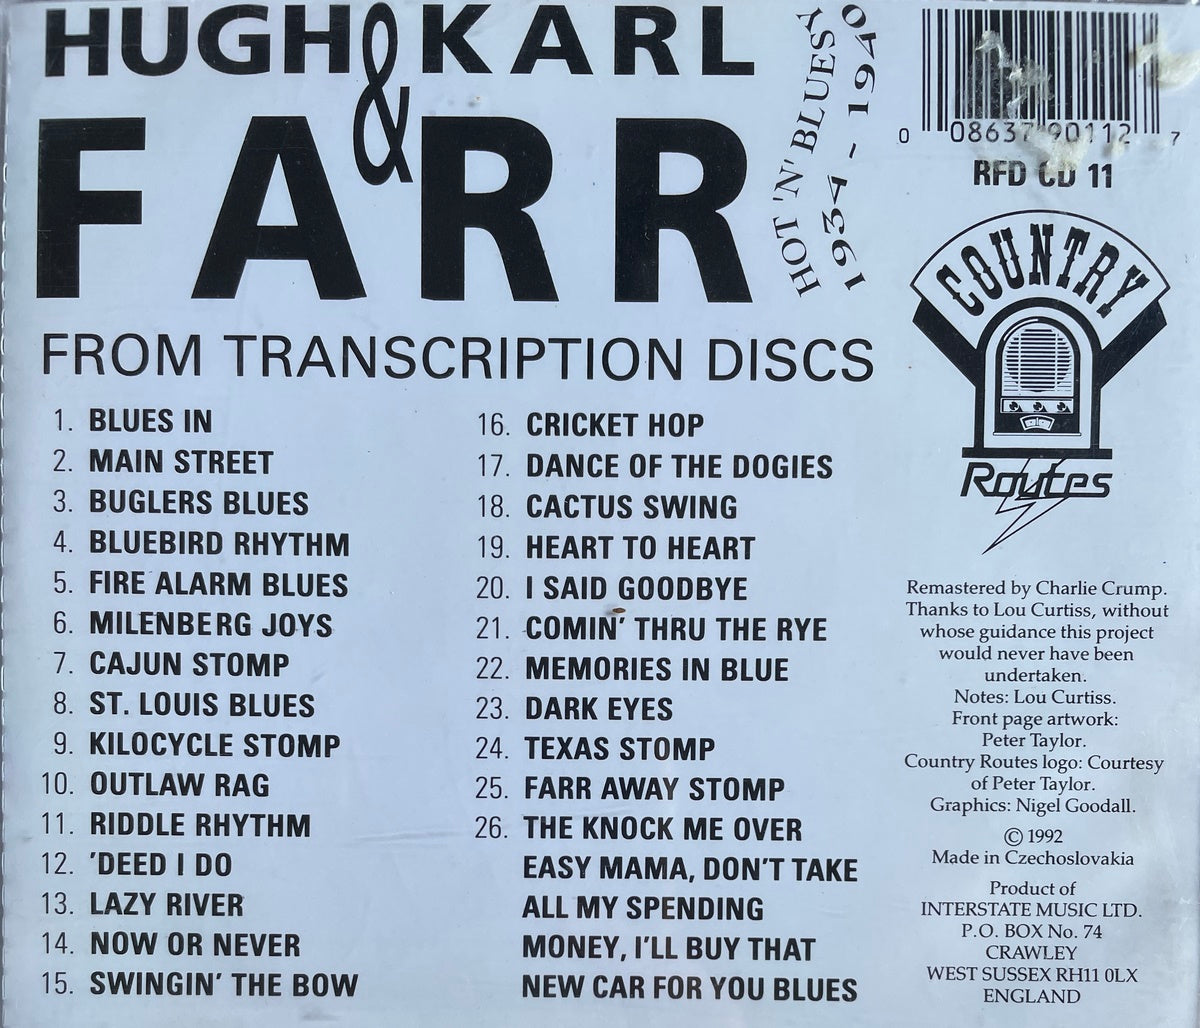 HUGH & KARL
FARR
HOT 'N' BLUESY
1934 - 1940
FROM TRANSCRIPTION DISCS
1. BLUES IN
2. MAIN STREET
3. BUGLERS BLUES
4. BLUEBIRD RHYTHM
5. FIRE ALARM BLUES
6. MILENBERG JOYS
7. CAJUN STOMP
8. ST. LOUIS BLUES
9. KILOCYCLE STOMP
10. OUTLAW RAG
11. RIDDLE RHYTHM
12. 'DEED I DO
13. LAZY RIVER
14. NOW OR NEVER
15. SWINGIN' THE BOW
16. CRICKET HOP
17. DANCE OF THE DOGIES
18. CACTUS SWING
19. HEART TO HEART
20. I SAID GOODBYE
21. COMIN' THRU THE RYE
22. MEMORIES IN BLUE
23. DARK EYES
24. TEXAS STOMP
25. FARR AWAY STOMP
26. THE KNOCK ME OVER
EASY MAMA, DON'T TAKE
ALL MY SPENDING
MONEY, I'LL BUY THAT
NEW CAR FOR YOU BLUES
0 08637 90112 7
RFD CD 11
COUNTRY
Routes
Remastered by Charlie Crump.
Thanks to Lou Curtiss, without
whose guidance this project
would never have been
undertaken.
Notes: Lou Curtiss.
Front page artwork:
Peter Taylor.
Country Routes logo: Courtesy
of Peter Taylor.
Graphics: Nigel Goodall.
© 1992
Made in Czechoslovakia
Product of
INTERSTATE MUSIC LTD.
P.O. BOX No. 74
CRAWLEY
WEST SUSSEX RH11 0LX
ENGLAND